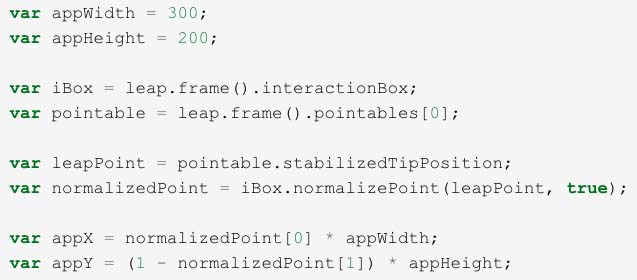 var appWidth = 300;
var appHeight = 200;
var iBox = leap.frame().interactionBox;
var pointable = leap.frame().pointables[0];
var leapPoint = pointable.stabilizedTipPosition;
var normalizedPoint = iBox.normalizePoint(leapPoint, true);
var appX = normalizedPoint[0] * appWidth;
var appY = (1 - normalizedPoint[1]) * appHeight;